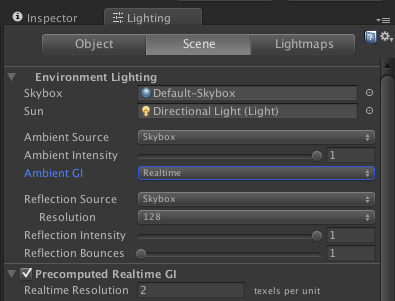 Inspector Lighting
Object Scene Lightmaps
Environment Lighting
Skybox Default-Skybox
Sun Directional Light (Light)
Ambient Source Skybox
Ambient Intensity 1
Ambient GI Realtime
Reflection Source Skybox
Resolution 128
Reflection Intensity 1
Reflection Bounces 1
Precomputed Realtime GI
Realtime Resolution 2 texels per unit